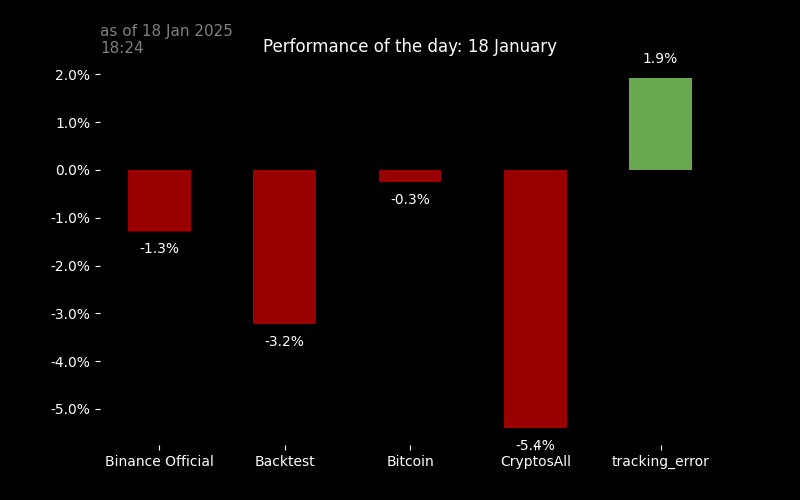 as of 18 Jan 2025
18:24
Performance of the day: 18 January
2.0%
1.0%
0.0%
-1.0%
-2.0%
-3.0%
-4.0%
-5.0%
1.9%
-1.3%
-0.3%
-3.2%
-5.4%
Binance Official
Backtest
Bitcoin
CryptosAll
tracking_error